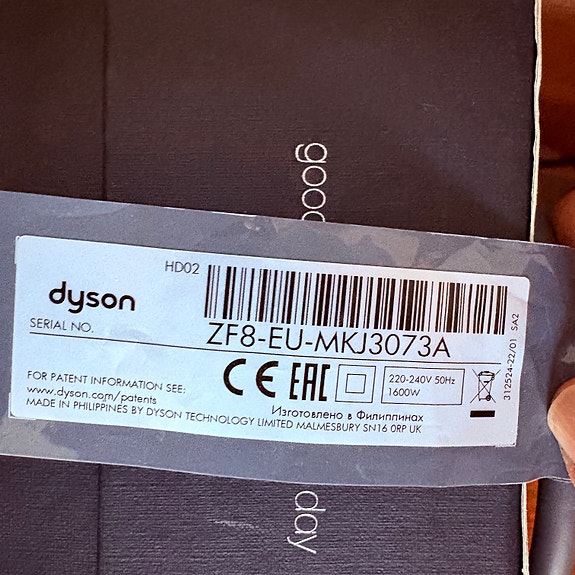 good
HD02
dyson
SERIAL NO.
ZF8-EU-MKJ3073A
CE EAC
220-240V 50Hz
1600W
FOR PATENT INFORMATION SEE:
www.dyson/patents
Изготовлено в Филиппинах
MADE IN PHILIPPINES BY DYSON TECHNOLOGY LIMITED MALMESBURY SN16 0RP UK
312524-22/01 SA2
day